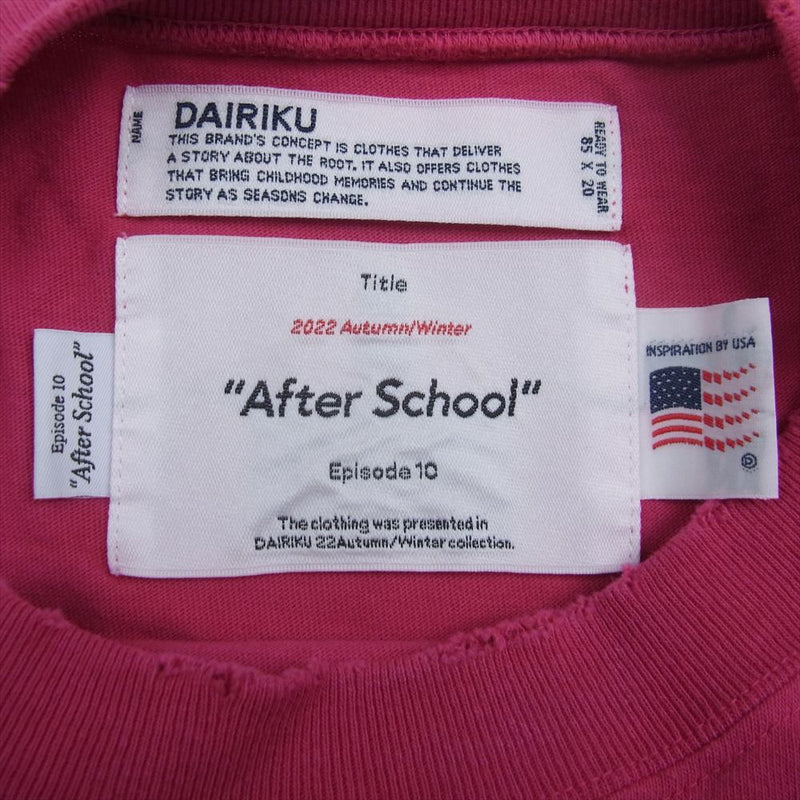 NAME
DAIRIKU
THIS BRAND'S CONCEPT IS CLOTHES THAT DELIVER
A STORY ABOUT THE ROOT. IT ALSO OFFERS CLOTHES
THAT BRING CHILDHOOD MEMORIES AND CONTINUE THE
STORY AS SEASONS CHANGE.
READY TO WEAR
85 X 20
Title
2022 Autumn/Winter
"After School"
Episode 10
The clothing was presented in
DAIRIKU 22Autumn/Winter collection.
Episode 10
"After School"
INSPIRATION BY USA